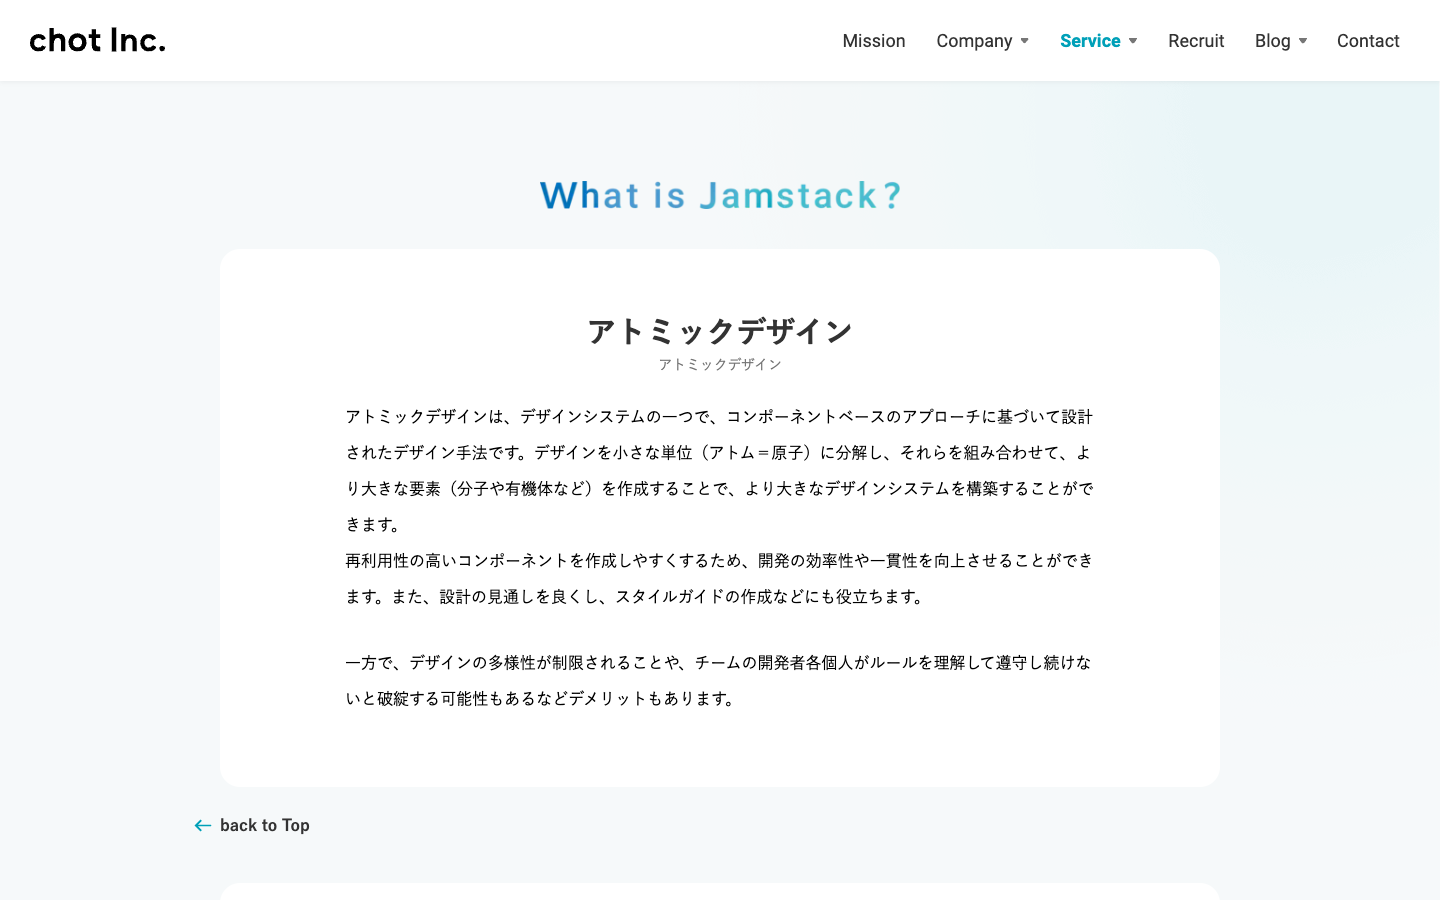 chot Inc.
Mission Company Service Recruit Blog Contact
What is Jamstack?
アトミックデザイン
アトミックデザイン
アトミックデザインは、デザインシステムの一つで、コンポーネントベースのアプローチに基づいて設計
されたデザイン手法です。デザインを小さな単位（アトム＝原子）に分解し、それらを組み合わせて、よ
り大きな要素（分子や有機体など）を作成することで、より大きなデザインシステムを構築することがで
きます。
再利用性の高いコンポーネントを作成しやすくするため、開発の効率性や一貫性を向上させることができ
ます。また、設計の見通しを良くし、スタイルガイドの作成などにも役立ちます。
一方で、デザインの多様性が制限されることや、チームの開発者各個人がルールを理解して遵守し続けな
いと破綻する可能性もあるなどデメリットもあります。
back to Top